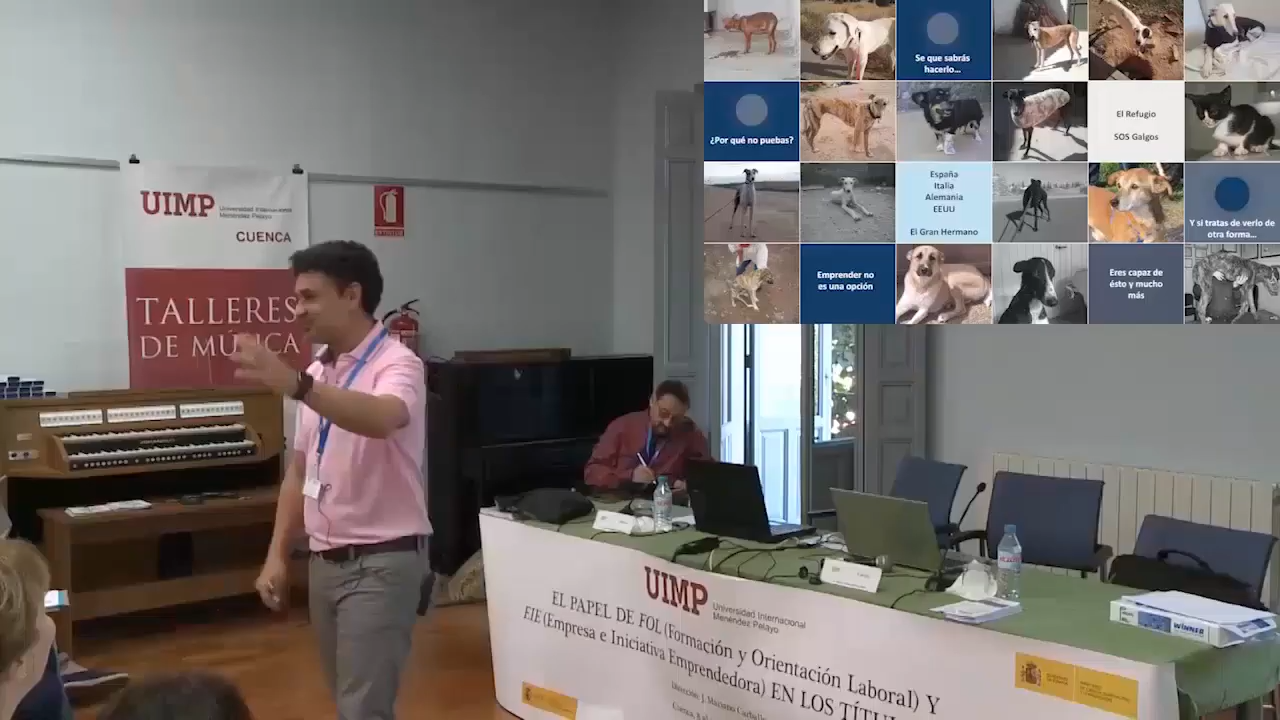 Se que sabrás
hacerlo...
¿Por qué no puebas?
El Refugio
SOS Galgos
España
Italia
Alemania
EEUU
El Gran Hermano
Y si tratas de verlo de
otra forma...
Emprender no
es una opción
Eres capaz de
ésto y mucho
más
UIMP
Universidad Internacional
Menéndez Pelayo
CUENCA
TALLERES
DE MÚSICA
UIMP
Universidad Internacional
Menéndez Pelayo
EL PAPEL DE FOL (Formación y Orientación Laboral) Y
EIE (Empresa e Iniciativa Emprendedora) EN LOS TÍTU
Dirección: J.
Cuenca,
WINNER